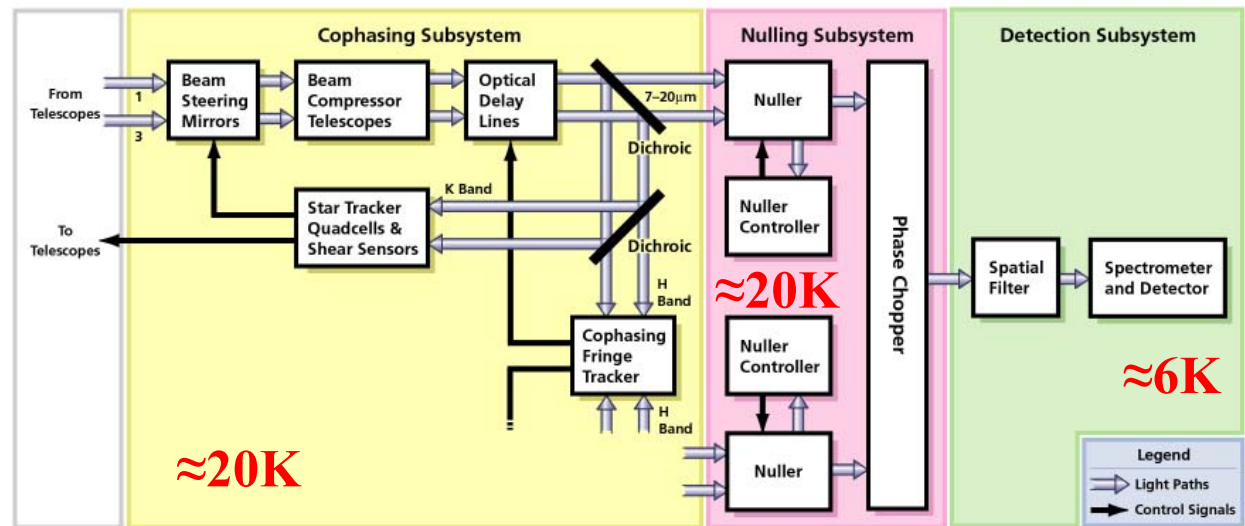 Cophasing Subsystem
Nulling Subsystem
Detection Subsystem
From
Telescopes
1
3
Beam
Steering
Mirrors
Beam
Compressor
Telescopes
Optical
Delay
Lines
7–20μm
Dichroic
Nuller
K Band
Star Tracker
Quadcells &
Shear Sensors
To
Telescopes
Dichroic
Nuller
Controller
Phase Chopper
Spatial
Filter
Spectrometer
and Detector
≈20K
H
Band
Cophasing
Fringe
Tracker
Nuller
Controller
≈6K
H
Band
≈20K
Nuller
Legend
Light Paths
Control Signals